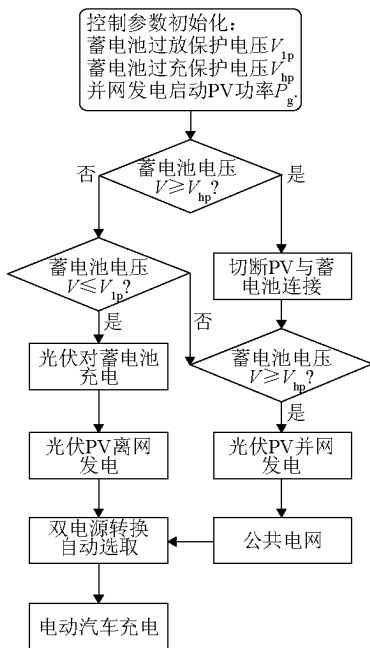 控制参数初始化：
蓄电池过放保护电压V1p
蓄电池过充保护电压Vhp
并网发电启动PV功率Pg.
蓄电池电压
V≥Vhp?
否
是
蓄电池电压
V≤V1p?
切断PV与蓄
电池连接
是
否
光伏对蓄电池
充电
蓄电池电压
V≥Vhp?
是
光伏PV离网
发电
光伏PV并网
发电
双电源转换
自动选取
公共电网
电动汽车充电